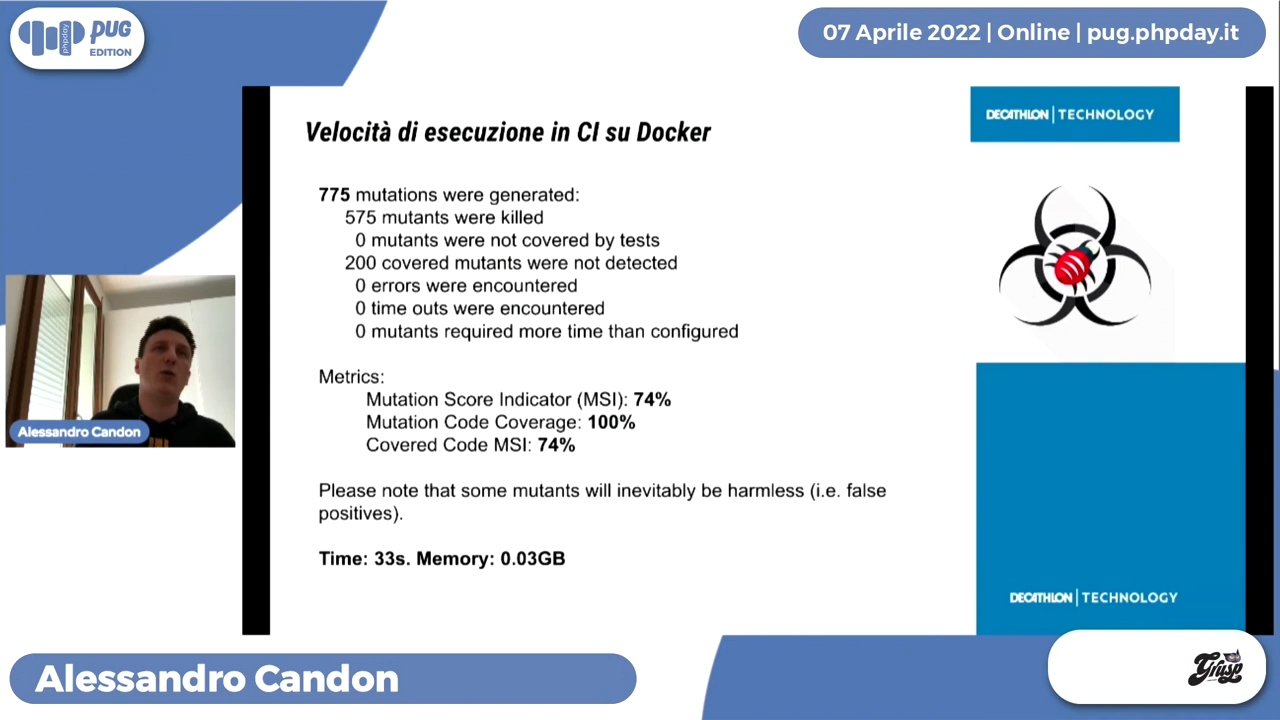 phpday
PUG
EDITION
07 Aprile 2022 | Online | pug.phpday.it
Velocità di esecuzione in CI su Docker
DECATHLON | TECHNOLOGY
775 mutations were generated:
575 mutants were killed
0 mutants were not covered by tests
200 covered mutants were not detected
0 errors were encountered
0 time outs were encountered
0 mutants required more time than configured
Metrics:
Mutation Score Indicator (MSI): 74%
Mutation Code Coverage: 100%
Covered Code MSI: 74%
Please note that some mutants will inevitably be harmless (i.e. false
positives).
Time: 33s. Memory: 0.03GB
DECATHLON | TECHNOLOGY
Alessandro Candon
Alessandro Candon
Grusp